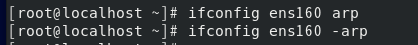 [root@localhost ~]# ifconfig ens160 arp
[root@localhost ~]# ifconfig ens160 -arp